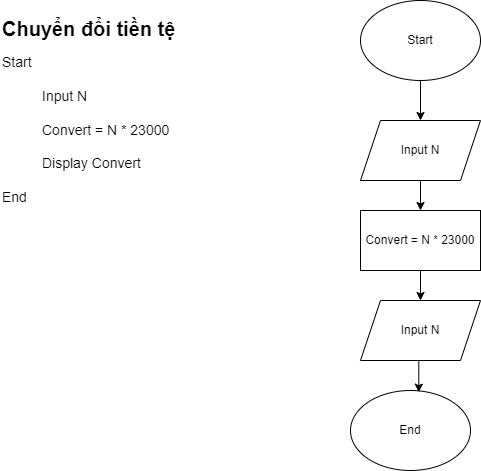 Chuyển đổi tiền tệ
Start
Input N
Convert = N * 23000
Display Convert
End
Start
Input N
Convert = N * 23000
Input N
End